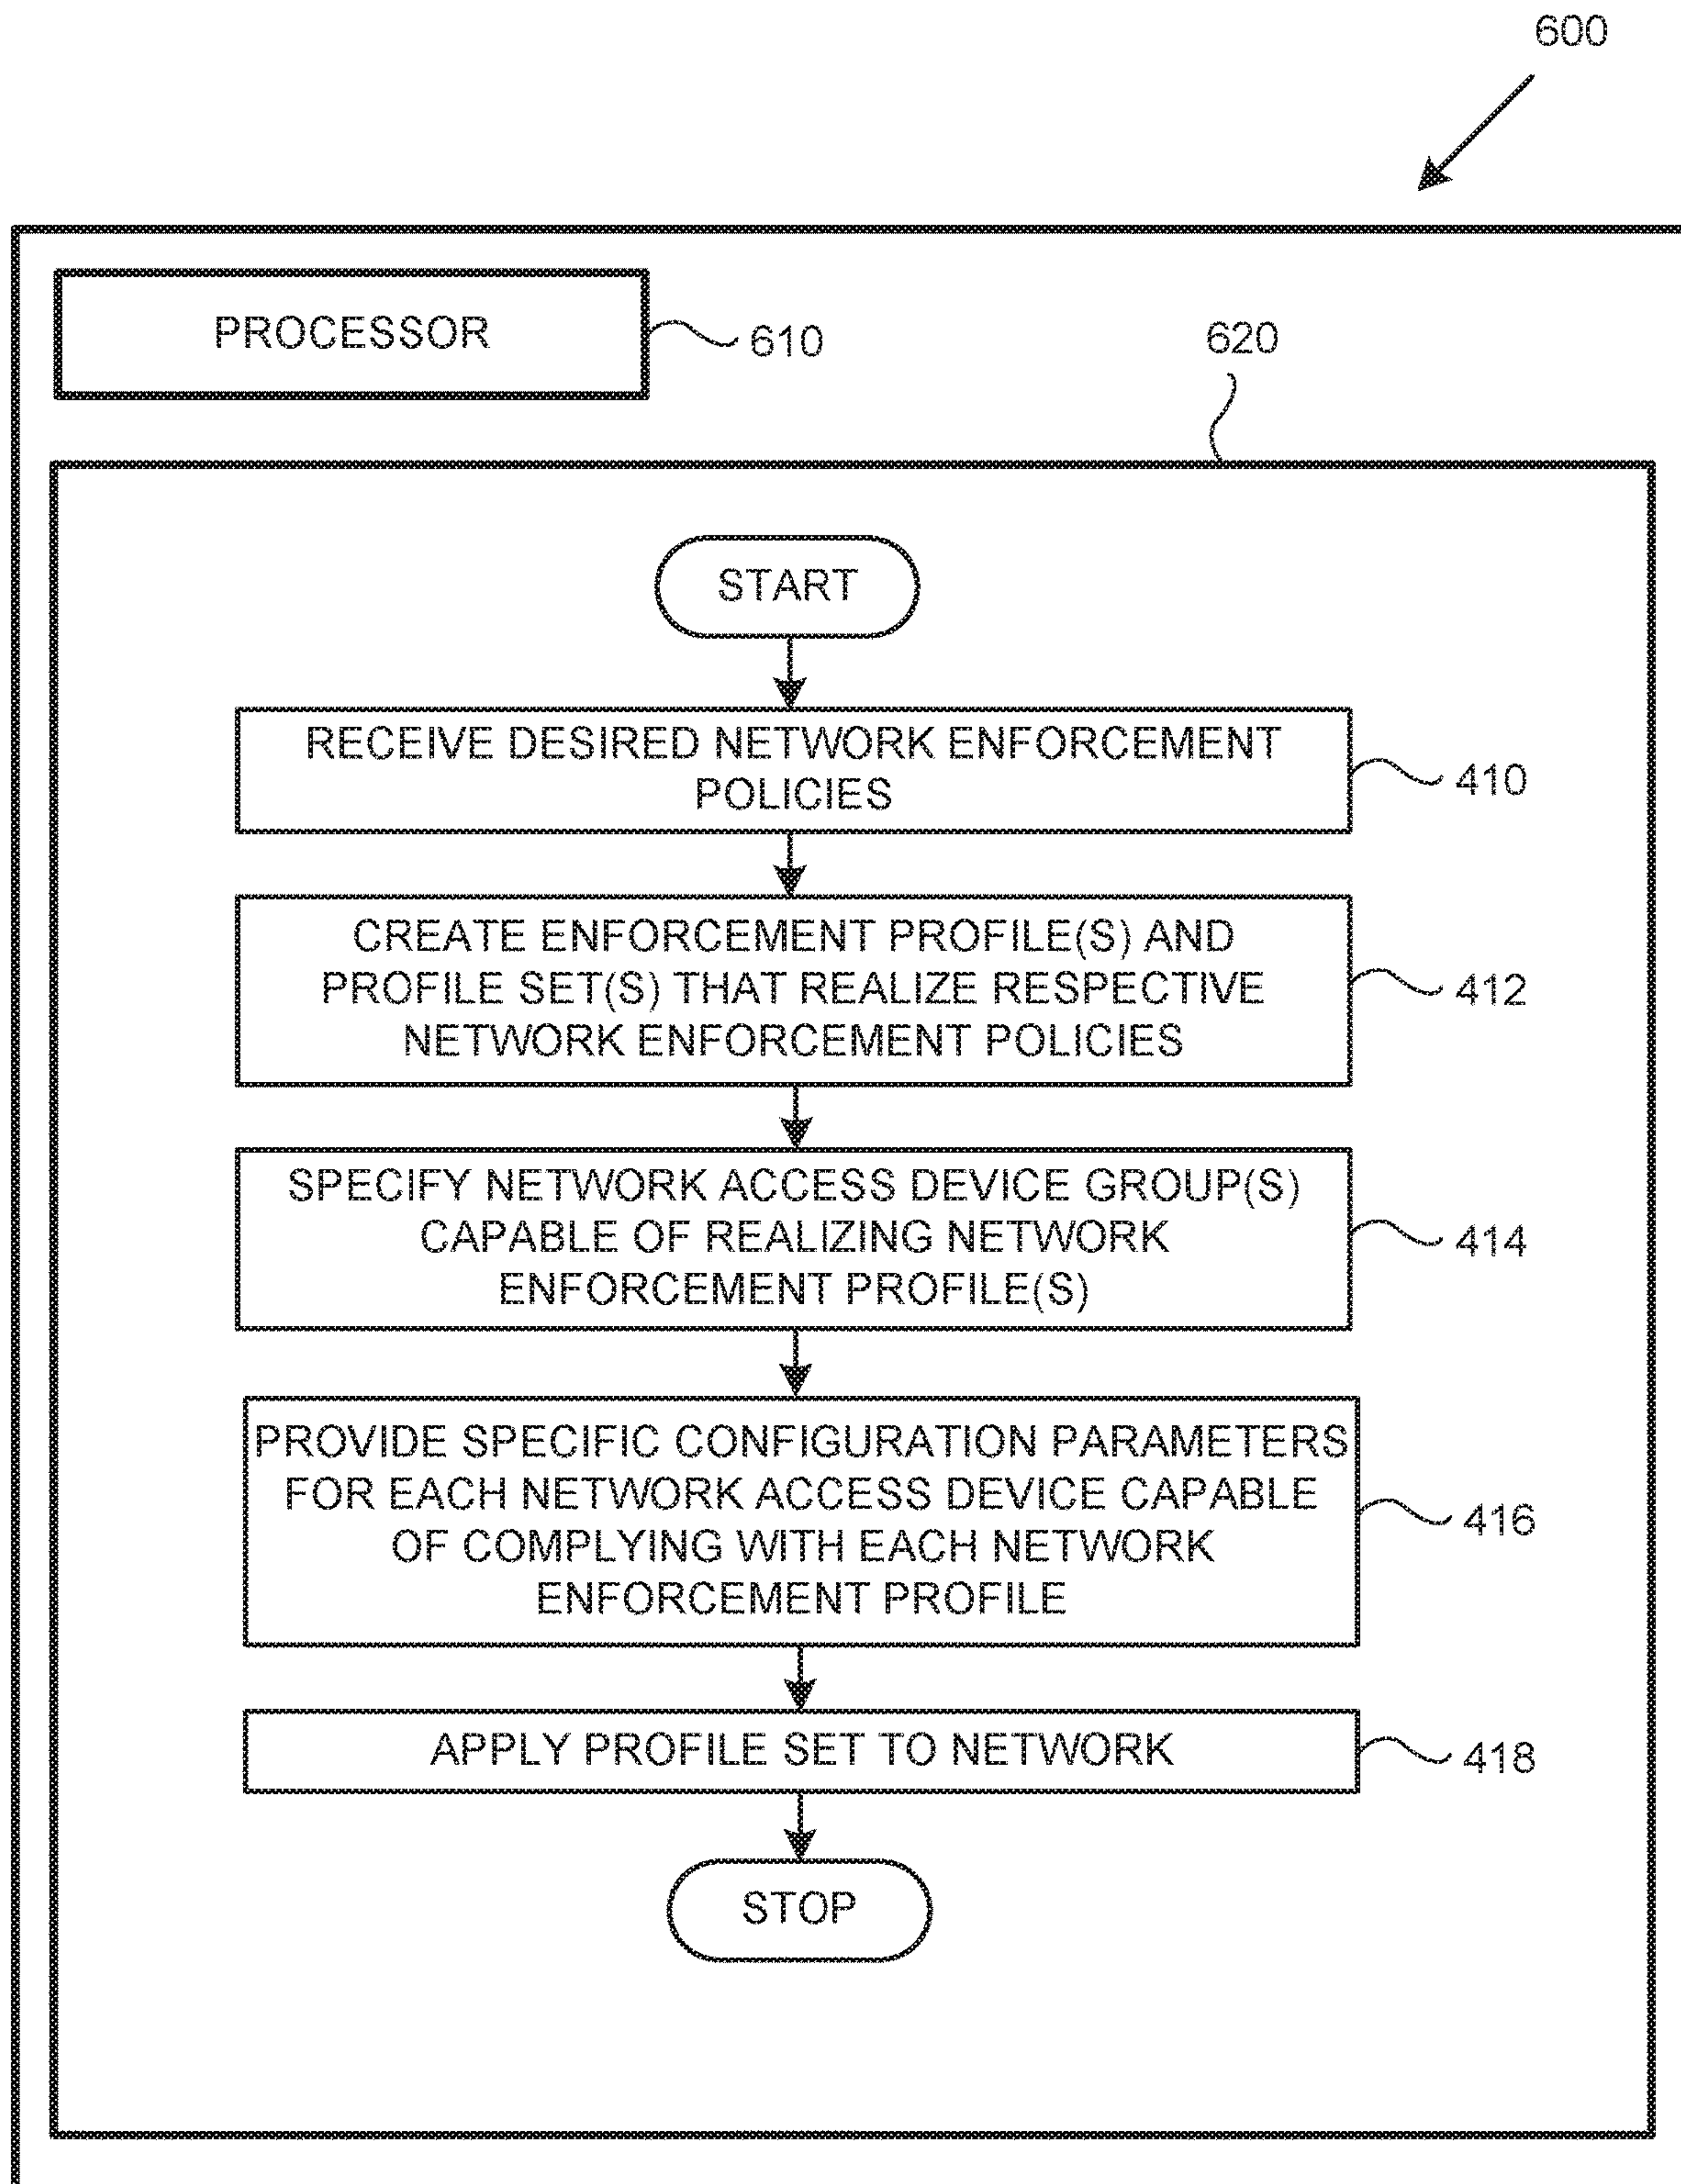 600
PROCESSOR
610
620
START
RECEIVE DESIRED NETWORK ENFORCEMENT
POLICIES
410
CREATE ENFORCEMENT PROFILE(S) AND
PROFILE SET(S) THAT REALIZE RESPECTIVE
NETWORK ENFORCEMENT POLICIES
412
SPECIFY NETWORK ACCESS DEVICE GROUP(S)
CAPABLE OF REALIZING NETWORK
ENFORCEMENT PROFILE(S)
414
PROVIDE SPECIFIC CONFIGURATION PARAMETERS
FOR EACH NETWORK ACCESS DEVICE CAPABLE
OF COMPLYING WITH EACH NETWORK
ENFORCEMENT PROFILE
416
APPLY PROFILE SET TO NETWORK
418
STOP